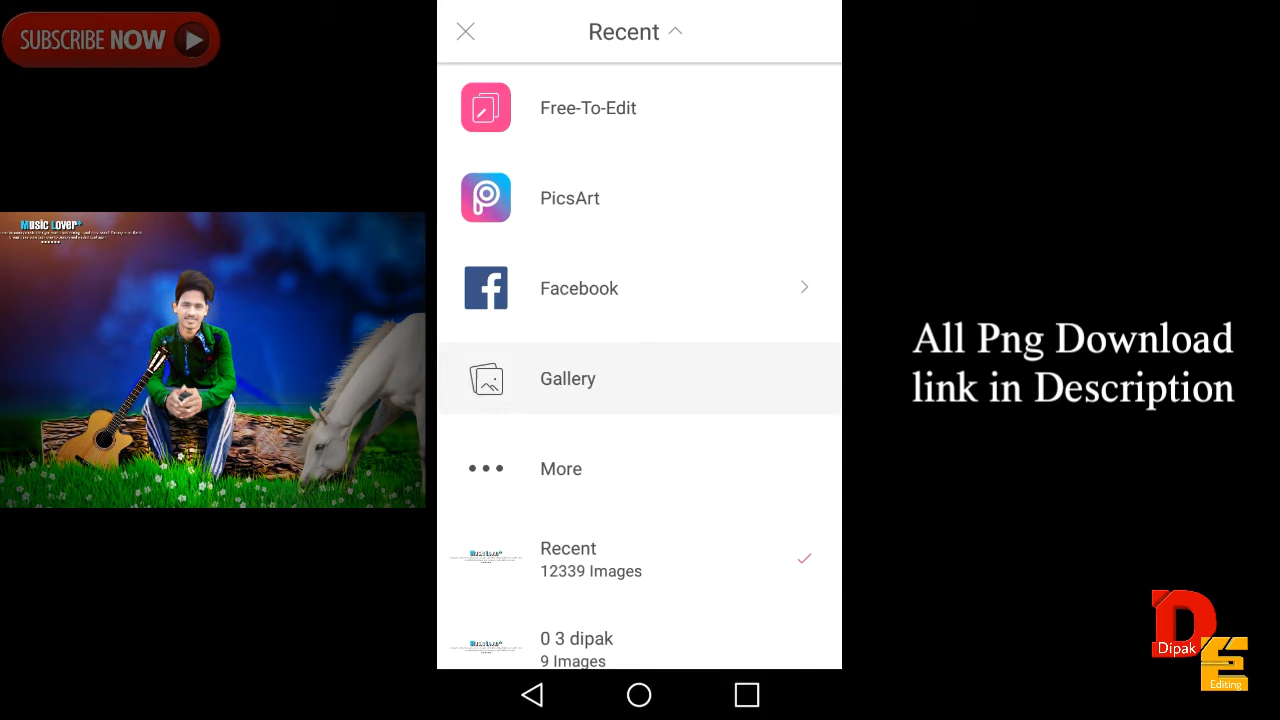 SUBSCRIBE NOW
Music Lover+
Recent
Free-To-Edit
PicsArt
Facebook
Gallery
More
Recent
12339 Images
0 3 dipak
9 Images
All Png Download
link in Description
D
Dipak
E
Editing